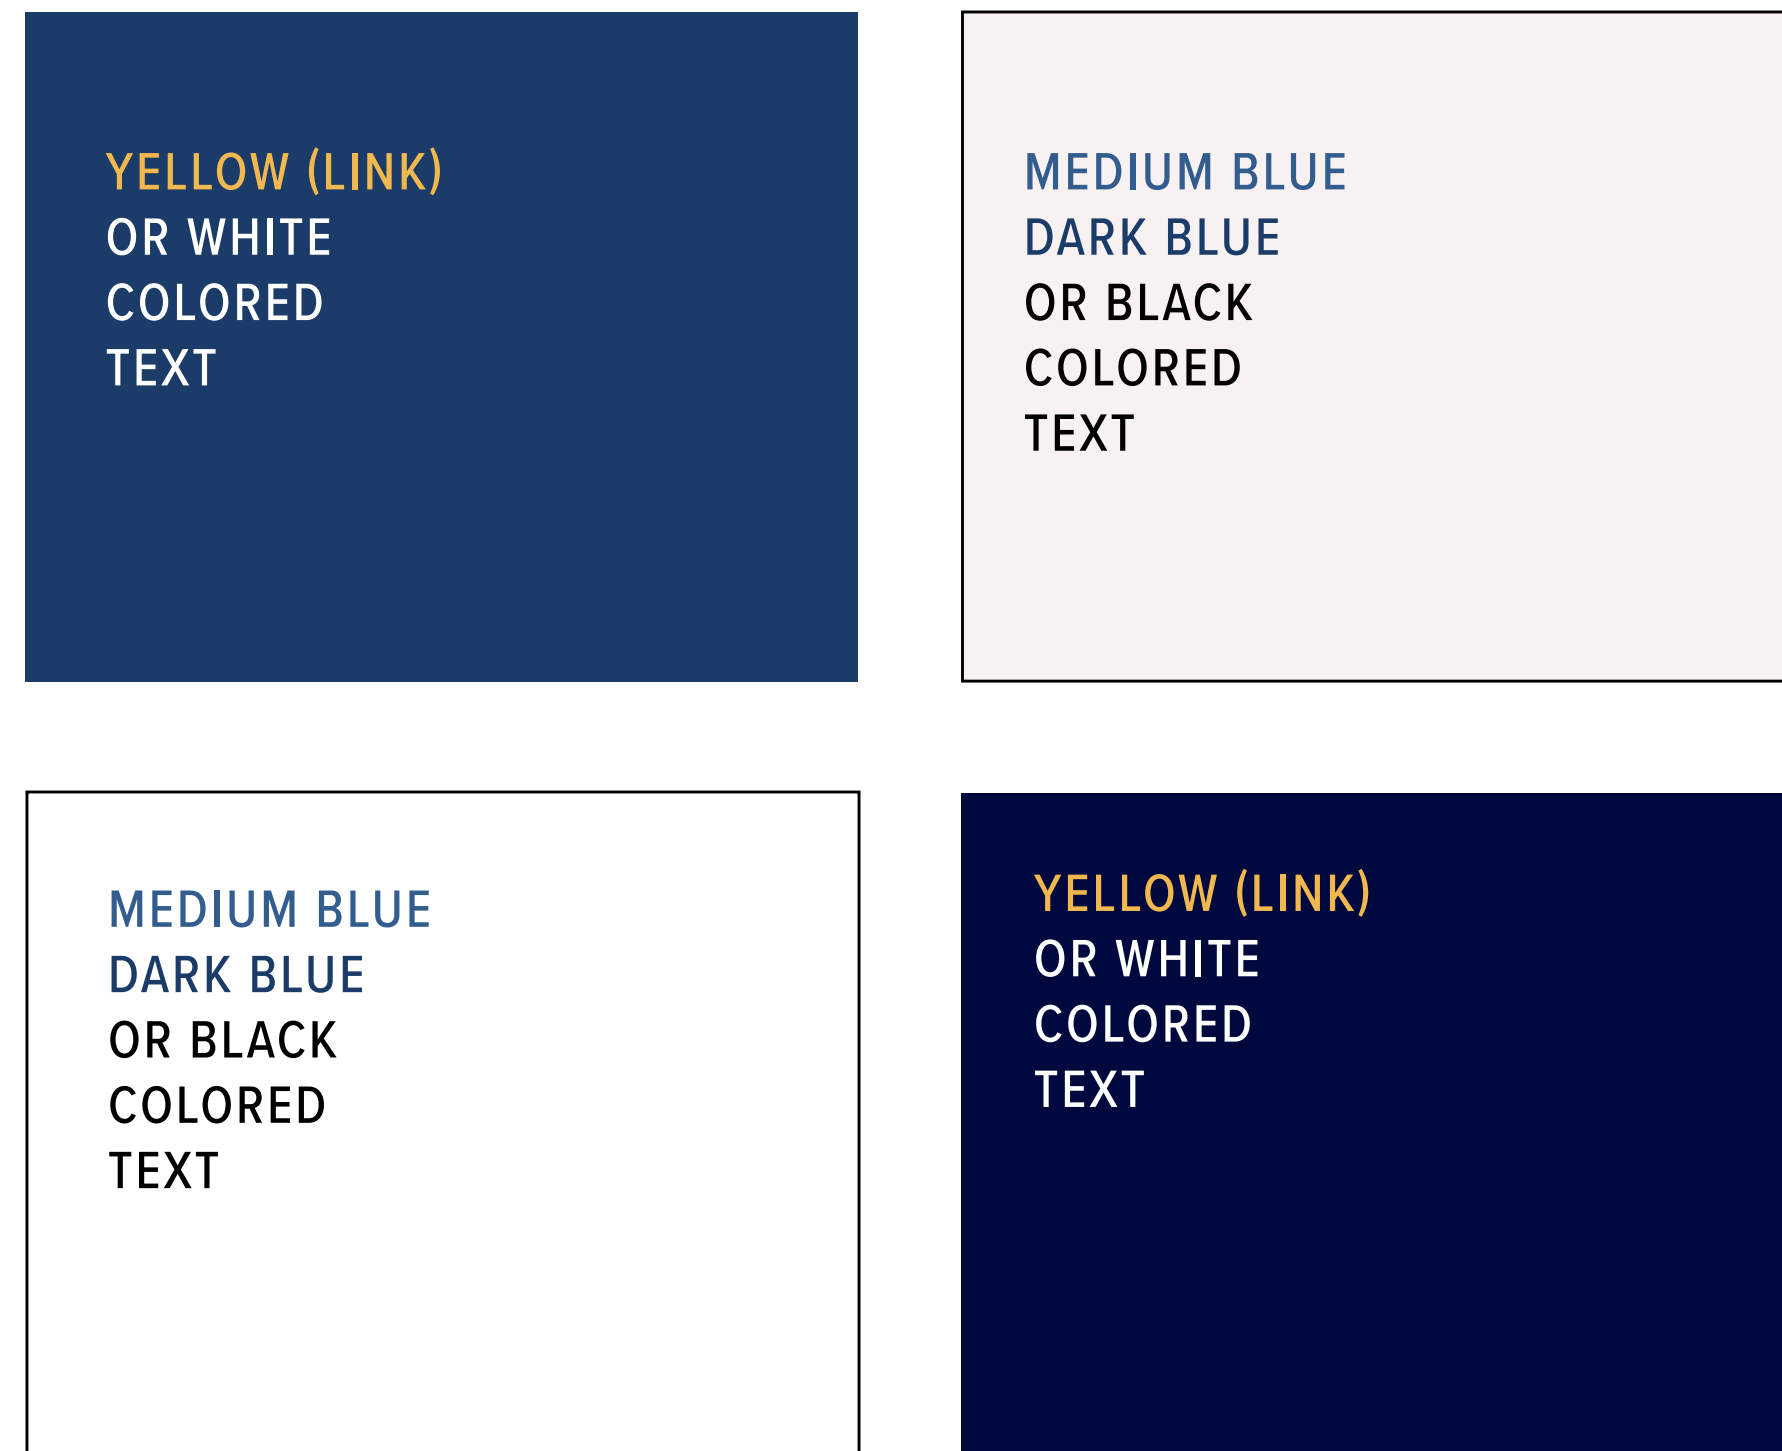 YELLOW (LINK)
OR WHITE
COLORED
TEXT
MEDIUM BLUE
DARK BLUE
OR BLACK
COLORED
TEXT
MEDIUM BLUE
DARK BLUE
OR BLACK
COLORED
TEXT
YELLOW (LINK)
OR WHITE
COLORED
TEXT